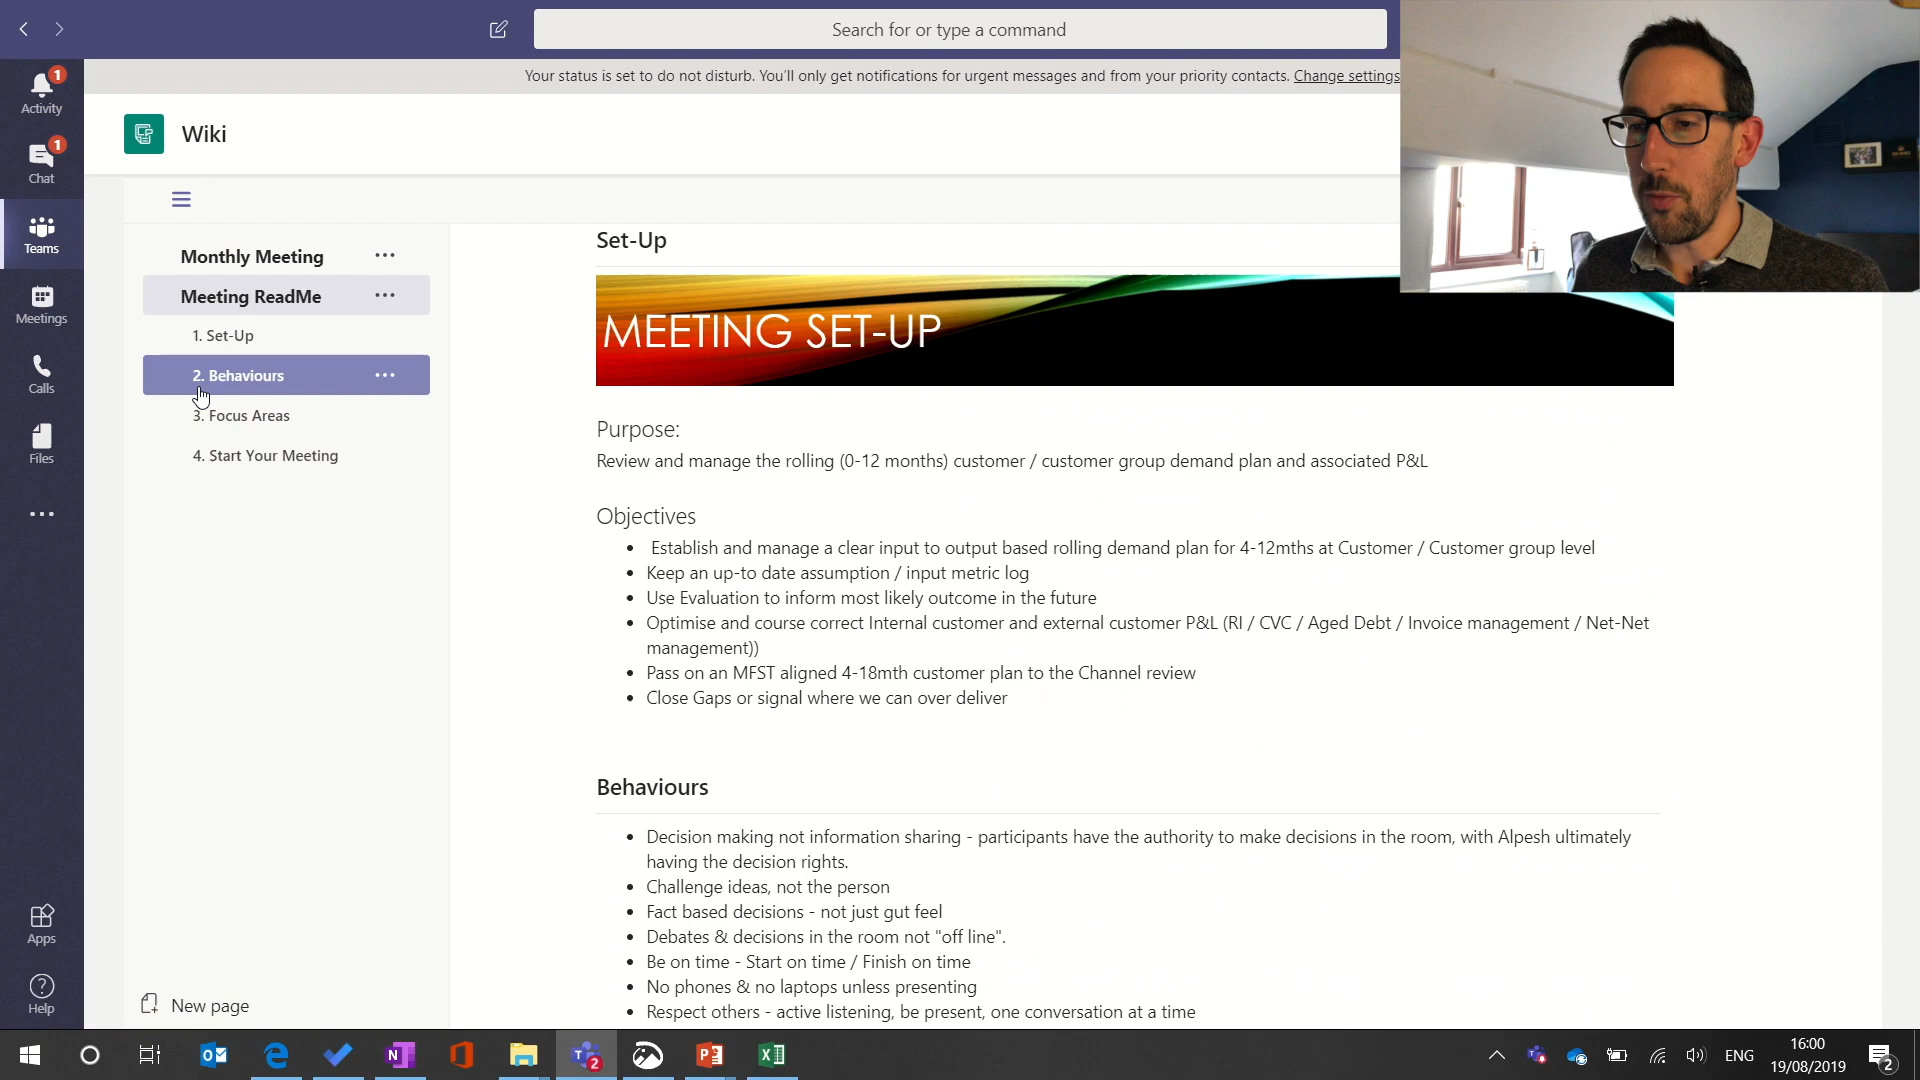 Search for or type a command
Your status is set to do not disturb. You'll only get notifications for urgent messages and from your priority contacts. Change settings
1
Activity
1
Chat
Teams
Meetings
Calls
Files
Apps
Help
Wiki
Monthly Meeting
Meeting ReadMe
1. Set-Up
2. Behaviours
3. Focus Areas
4. Start Your Meeting
New page
Set-Up
MEETING SET-UP
Purpose:
Review and manage the rolling (0-12 months) customer / customer group demand plan and associated P&L
Objectives
• Establish and manage a clear input to output based rolling demand plan for 4-12mths at Customer / Customer group level
• Keep an up-to date assumption / input metric log
• Use Evaluation to inform most likely outcome in the future
• Optimise and course correct Internal customer and external customer P&L (RI / CVC / Aged Debt / Invoice management / Net-Net
management))
• Pass on an MFST aligned 4-18mth customer plan to the Channel review
• Close Gaps or signal where we can over deliver
Behaviours
• Decision making not information sharing - participants have the authority to make decisions in the room, with Alpesh ultimately
having the decision rights.
• Challenge ideas, not the person
• Fact based decisions - not just gut feel
• Debates & decisions in the room not "off line".
• Be on time - Start on time / Finish on time
• No phones & no laptops unless presenting
• Respect others - active listening, be present, one conversation at a time
2
ENG
16:00
19/08/2019
2